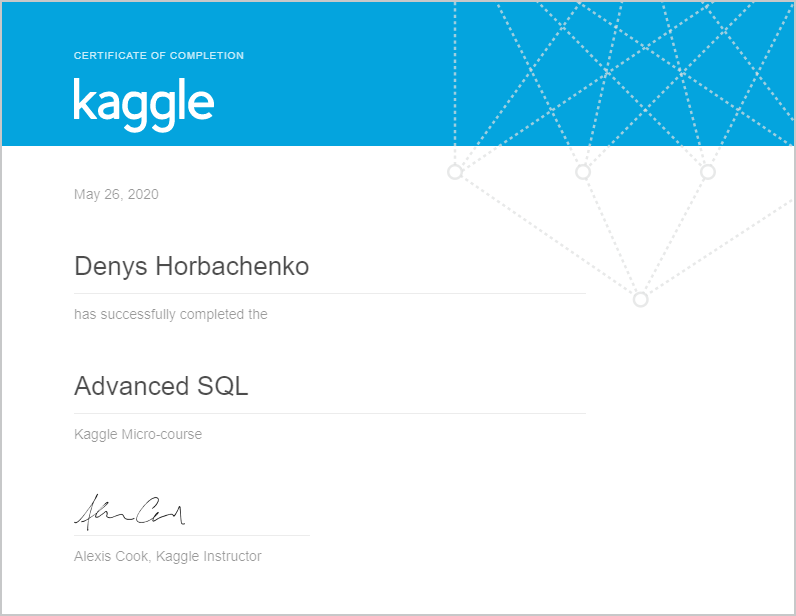 CERTIFICATE OF COMPLETION
kaggle
May 26, 2020
Denys Horbachenko
has successfully completed the
Advanced SQL
Kaggle Micro-course
Alexis Cook, Kaggle Instructor